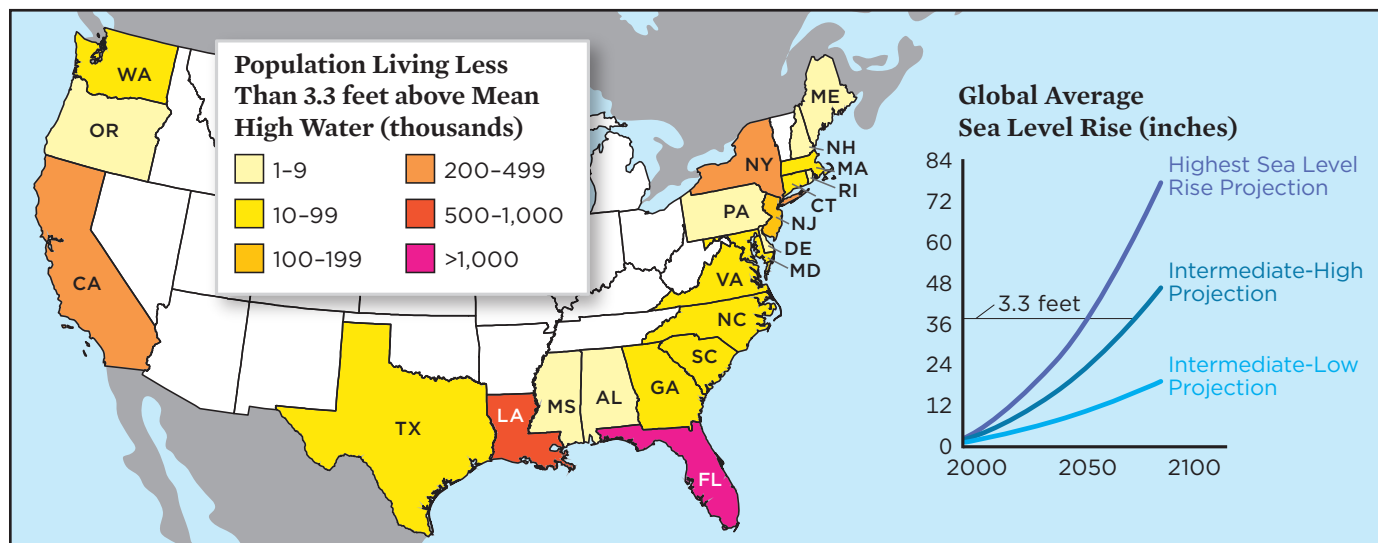 Population Living Less
Than 3.3 feet above Mean
High Water (thousands)
1–9
10–99
100–199
200–499
500–1,000
>1,000
WA
OR
CA
TX
LA
MS
AL
GA
FL
SC
NC
VA
PA
NY
ME
NH
MA
RI
CT
NJ
DE
MD
Global Average
Sea Level Rise (inches)
84
72
60
48
36
24
12
0
2000
2050
2100
Highest Sea Level
Rise Projection
Intermediate-High
Projection
3.3 feet
Intermediate-Low
Projection